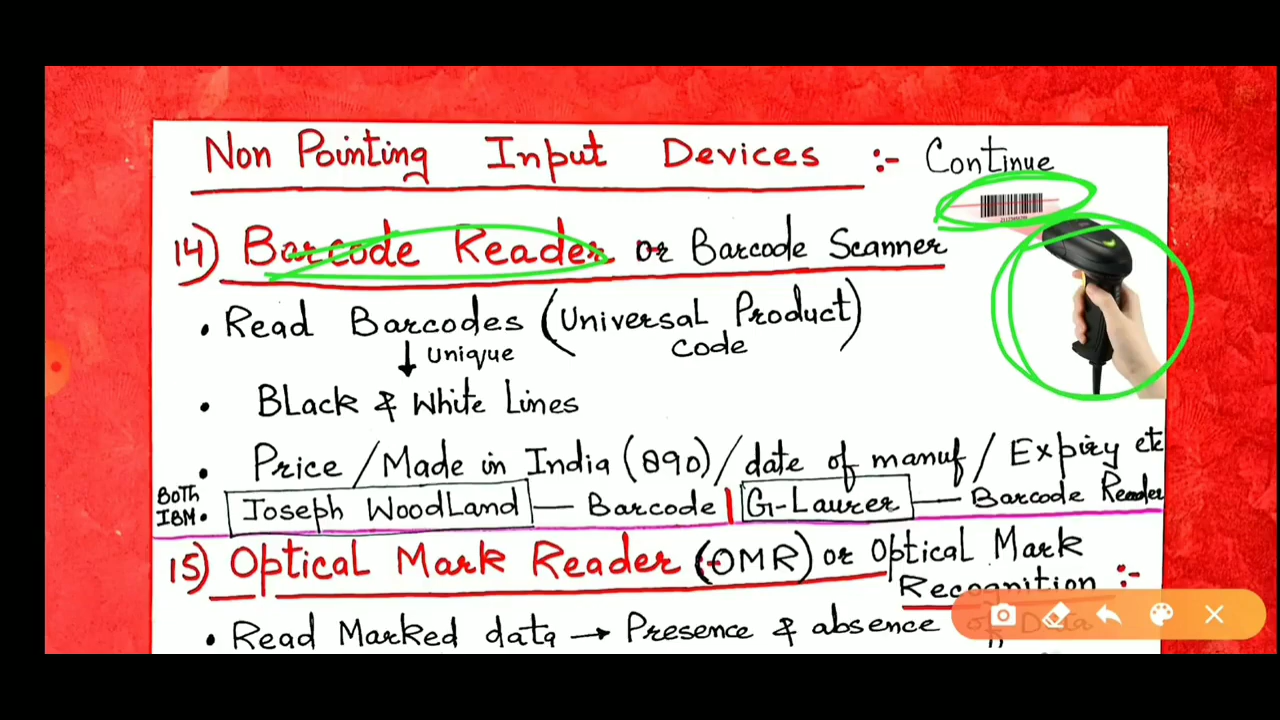 Non Pointing Input Devices :- Continue
14) Barcode Reader or Barcode Scanner
• Read Barcodes (Universal Product Code)
↓ Unique
• Black & White Lines
• Price / Made in India (890) / date of manuf / Expiry etc
Both IBM • Joseph WoodLand — Barcode | G-Laurer — Barcode Reader
15) Optical Mark Reader (OMR) or Optical Mark Recognition :-
• Read Marked data → Presence & absence of Data